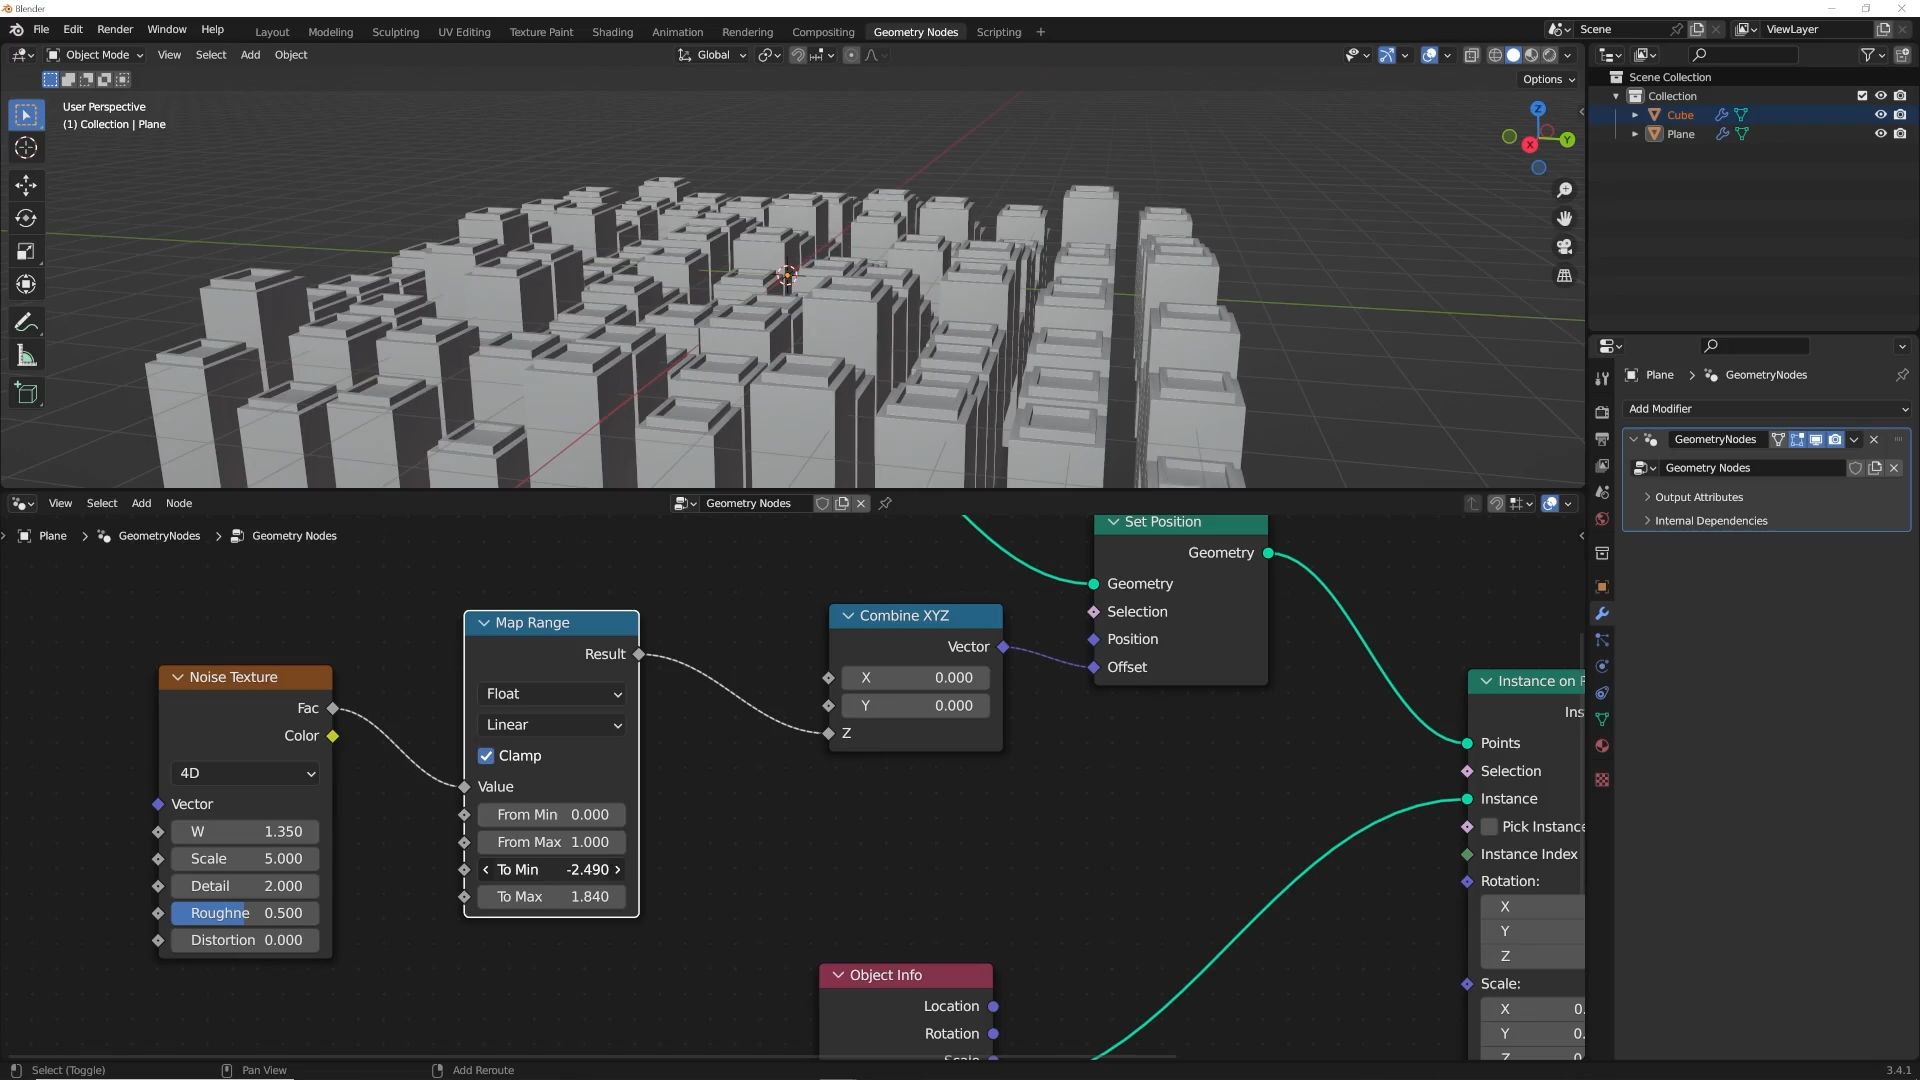 Blender
File Edit Render Window Help Layout Modeling Sculpting UV Editing Texture Paint Shading Animation Rendering Compositing Geometry Nodes Scripting Scene ViewLayer
Object Mode View Select Add Object Global
Options
User Perspective
(1) Collection | Plane
Z
Y
X
Scene Collection
Collection
Cube
Plane
Plane GeometryNodes
Add Modifier
GeometryNodes
Geometry Nodes
Output Attributes
Internal Dependencies
View Select Add Node Geometry Nodes
Plane GeometryNodes Geometry Nodes
Noise Texture
Fac
Color
4D
Vector
W 1.350
Scale 5.000
Detail 2.000
Roughne 0.500
Distortion 0.000
Map Range
Result
Float
Linear
Clamp
Value
From Min 0.000
From Max 1.000
To Min -2.490
To Max 1.840
Combine XYZ
Vector
X 0.000
Y 0.000
Z
Set Position
Geometry
Geometry
Selection
Position
Offset
Object Info
Location
Rotation
Scale
Instance on P
Ins
Points
Selection
Instance
Pick Instance
Instance Index
Rotation:
X
Y
Z
Scale:
X 0.
Y 0.
Z 0.
Select (Toggle) Pan View Add Reroute 3.4.1